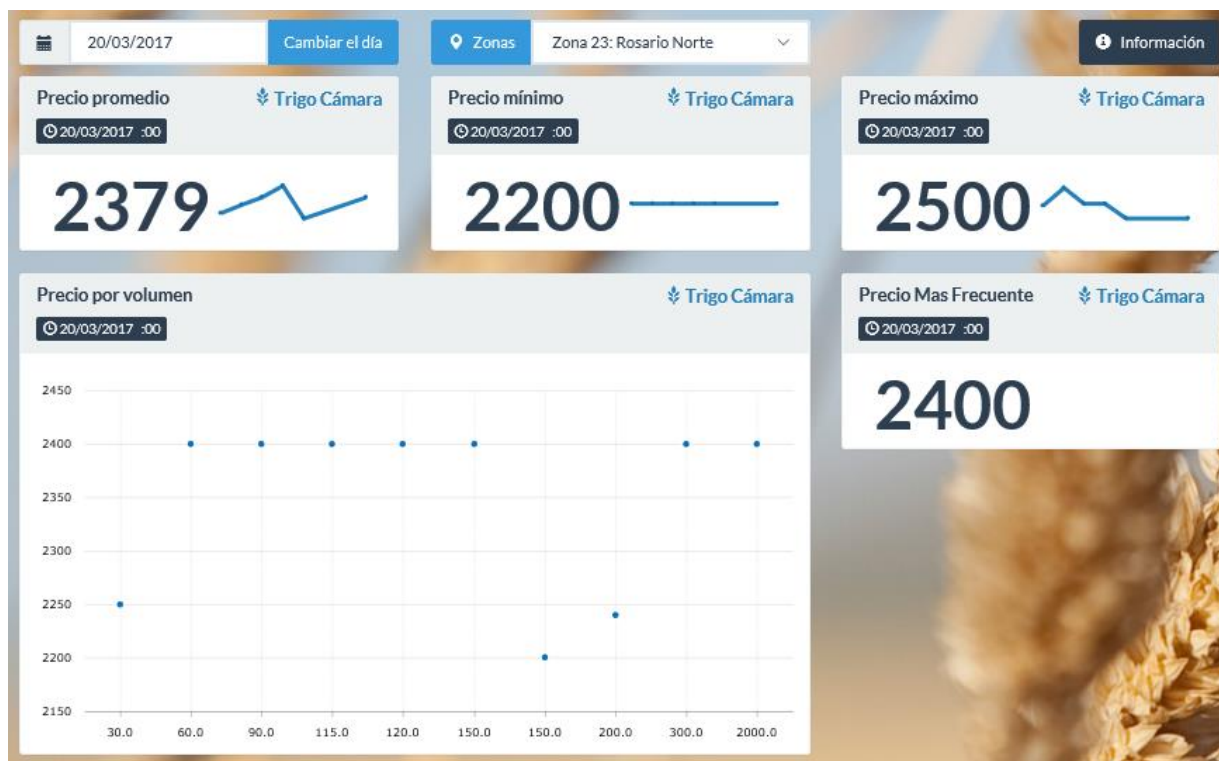 20/03/2017 Cambiar el día Zonas Zona 23: Rosario Norte Información
Precio promedio Trigo Cámara
20/03/2017 :00
2379
Precio mínimo Trigo Cámara
20/03/2017 :00
2200
Precio máximo Trigo Cámara
20/03/2017 :00
2500
Precio por volumen Trigo Cámara
20/03/2017 :00
2450
2400
2350
2300
2250
2200
2150
30.0 60.0 90.0 115.0 120.0 150.0 150.0 200.0 300.0 2000.0
Precio Mas Frecuente Trigo Cámara
20/03/2017 :00
2400